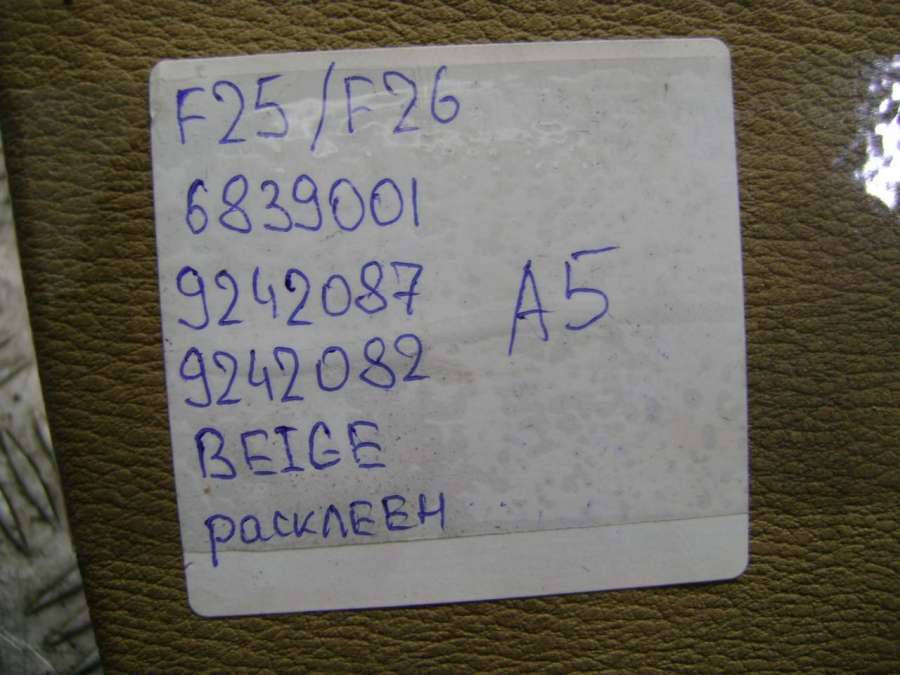 F25/F26
6839001
9242087
9242082
A5
BEIGE
расклЕЕн